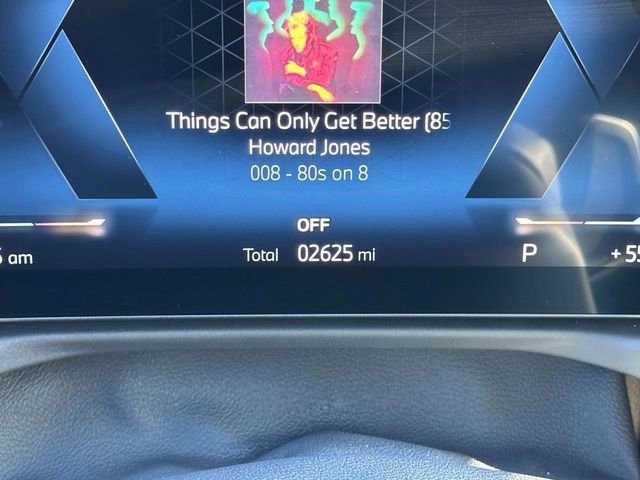 Things Can Only Get Better (85
Howard Jones
008 - 80s on 8
OFF
am Total 02625 mi P +55